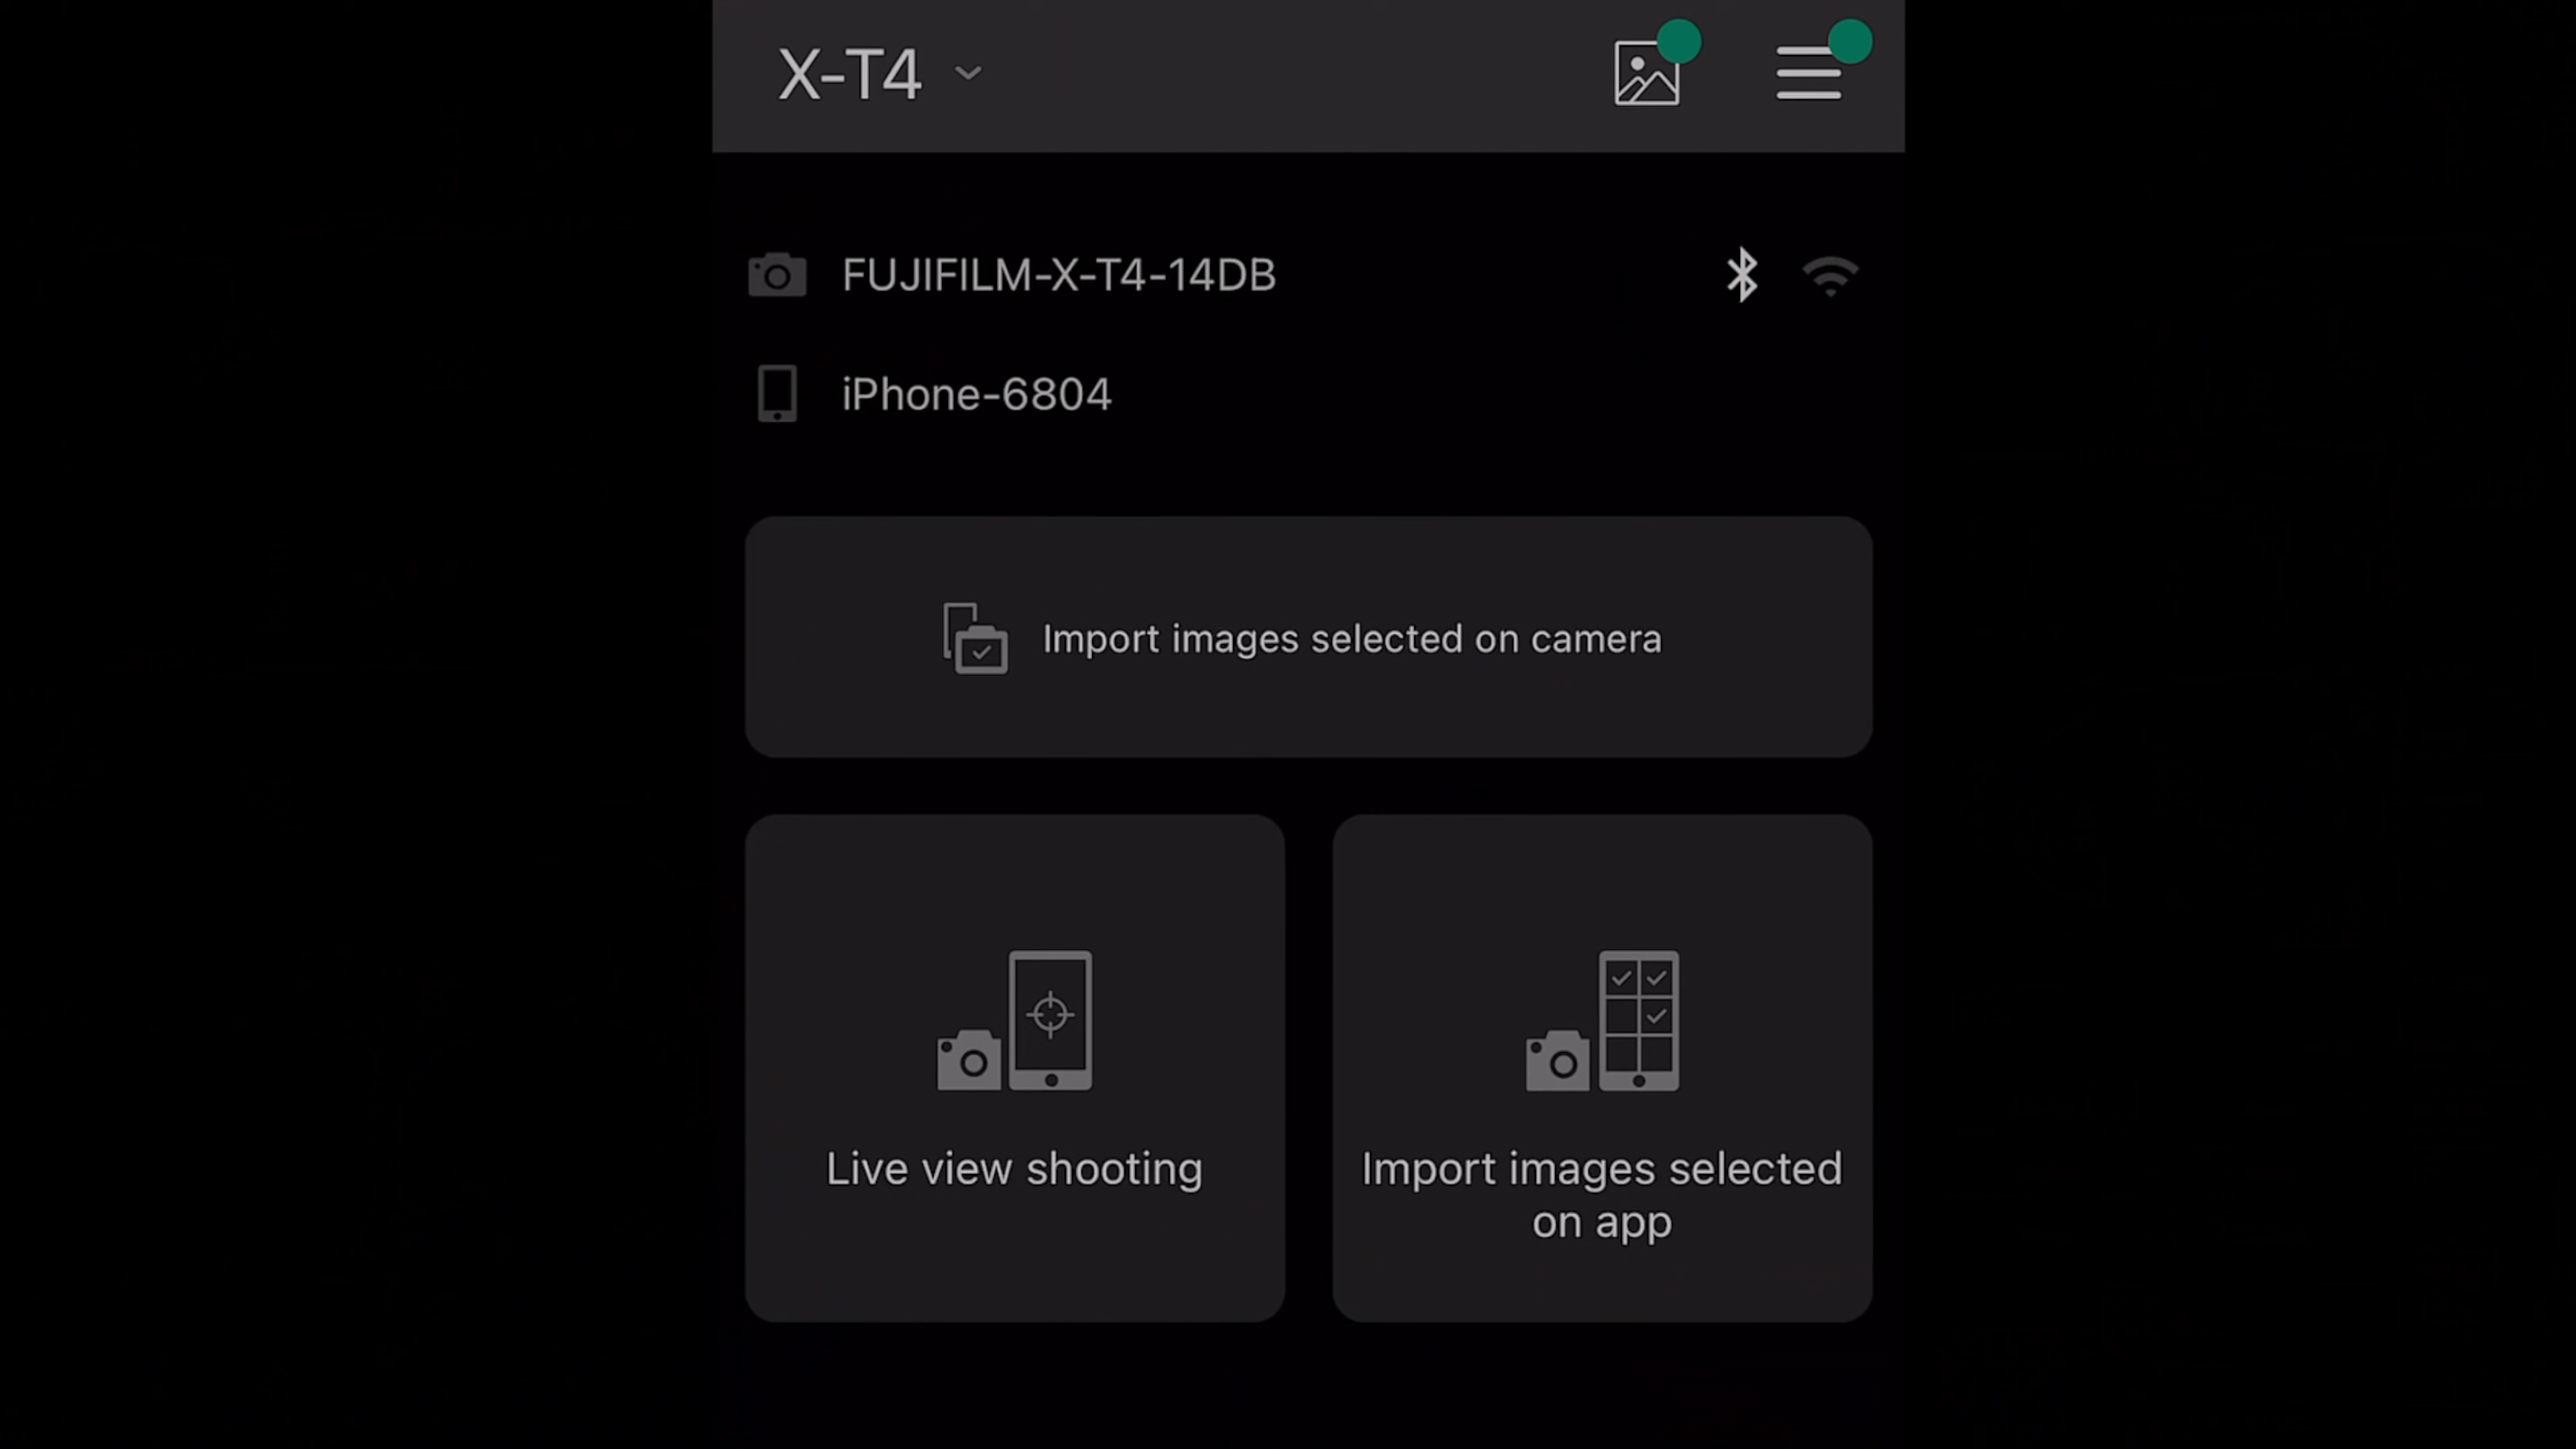 X-T4
FUJIFILM-X-T4-14DB
iPhone-6804
Import images selected on camera
Live view shooting
Import images selected
on app